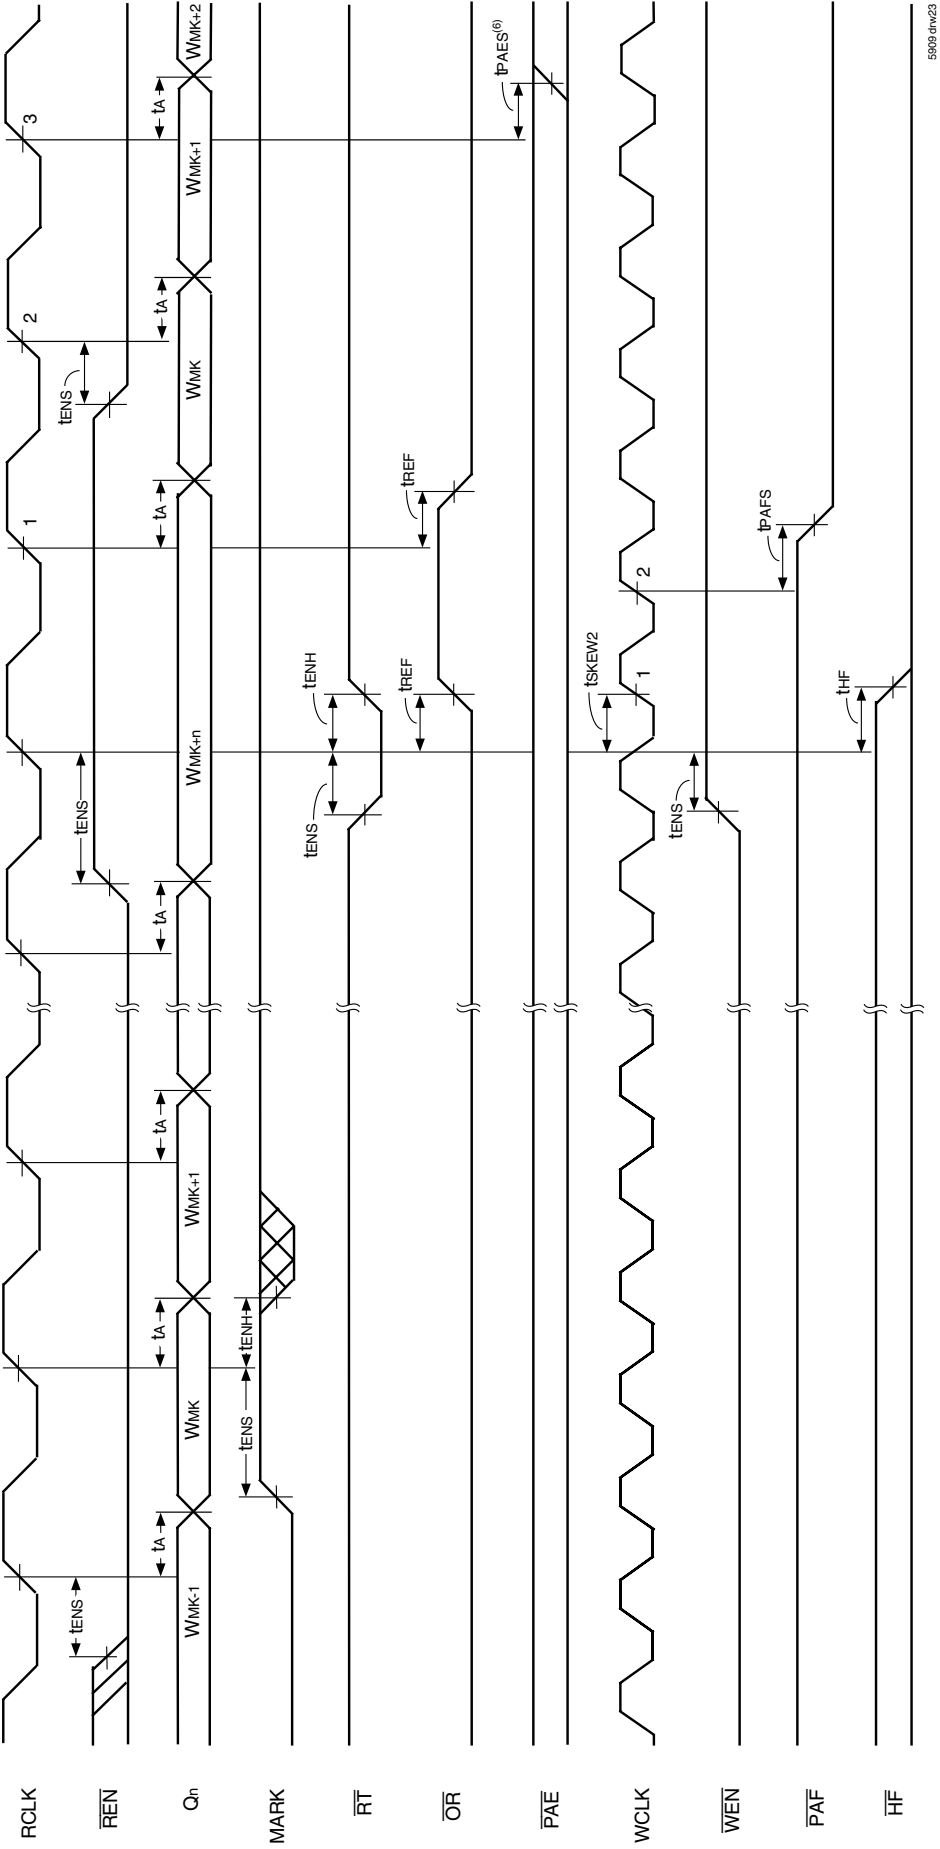 RCLK
1
2
3
REN
tENS
tENS
tENS
Qn
WMK-1
tA
WMK
tA
WMK+1
tA
tA
WMK+n
tA
WMK
tA
WMK+1
tA
WMK+2
MARK
tENS
tENH
RT
tENS
tENH
OR
tREF
tREF
PAE
tPAES(6)
WCLK
tSKEW2
1
2
WEN
tENS
PAF
tPAFS
HF
tHF
5909 drw23